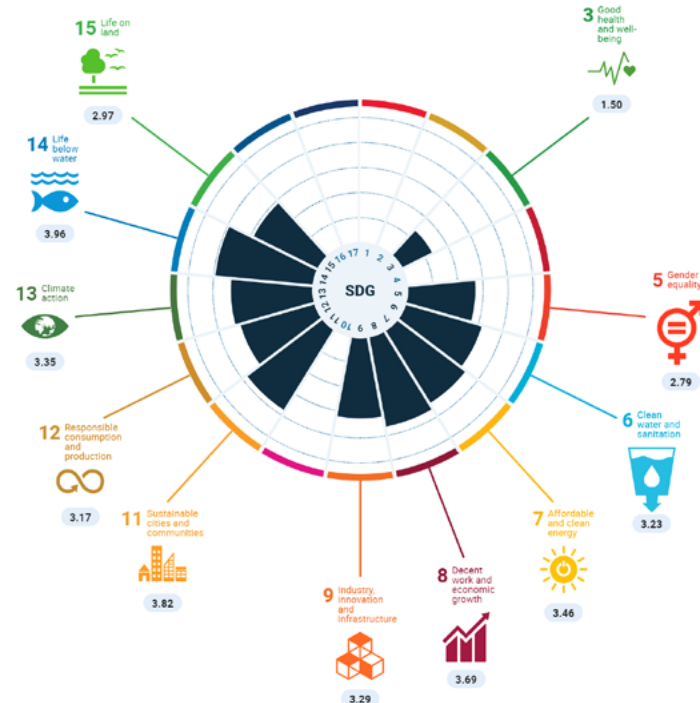 15 Life on
land
2.97
3 Good
health
and well-
being
1.50
14 Life
below
water
3.96
13 Climate
action
3.35
5 Gender
equality
2.79
12 Responsible
consumption
and
production
3.17
6 Clean
water and
sanitation
3.23
11 Sustainable
cities and
communities
3.82
7 Affordable
and clean
energy
3.46
9 Industry,
innovation
and
infrastructure
3.29
8 Decent
work and
economic
growth
3.69
SDG
1
2
3
4
5
6
7
8
9
10
11
12
13
14
15
16
17